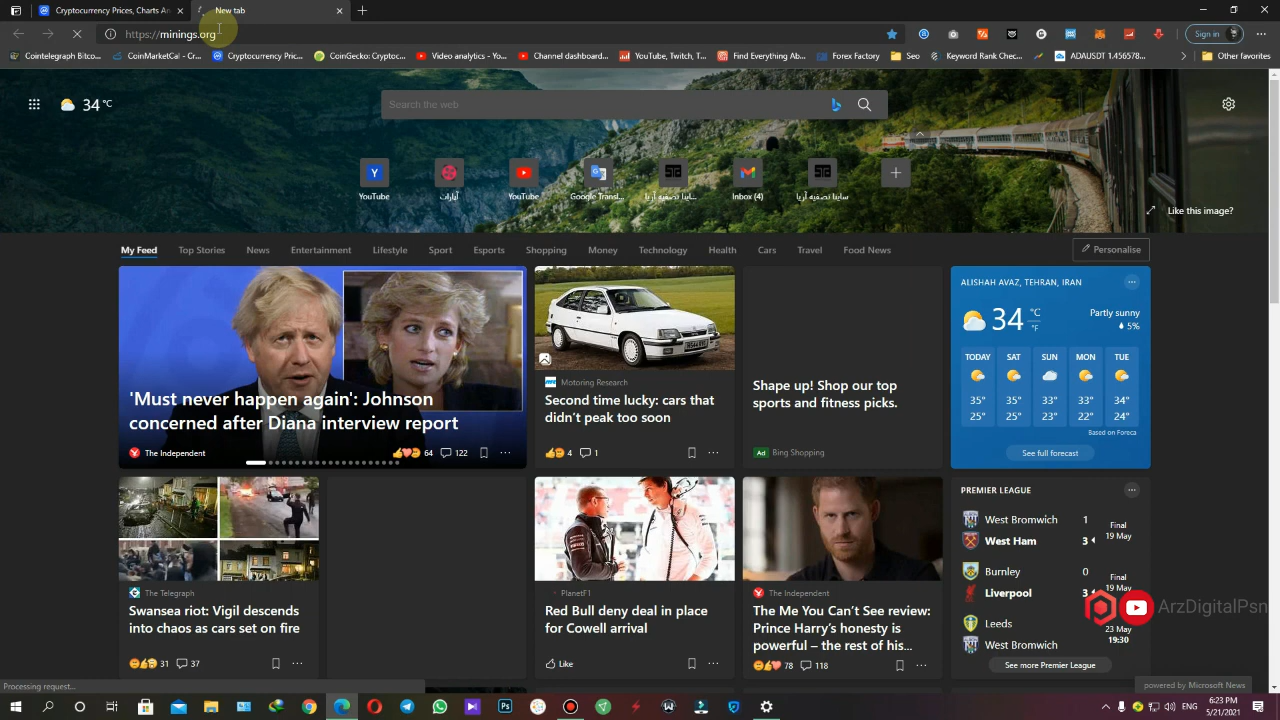 Cryptocurrency Prices, Charts An
New tab
https://minings.org
Sign in
Cointelegraph Bitco...
CoinMarketCal - Cr...
Cryptocurrency Pric...
CoinGecko: Cryptoc...
Video analytics - Yo...
Channel dashboard...
YouTube, Twitch, T...
Find Everything Ab...
Forex Factory
Seo
Keyword Rank Chec...
ADAUSDT 1.456578...
Other favorites
34 °C
Search the web
YouTube
آپارات
YouTube
Google Transl...
ساینا تصفیه آریا...
Inbox (4)
ساینا تصفیه آریا
Like this image?
My Feed
Top Stories
News
Entertainment
Lifestyle
Sport
Esports
Shopping
Money
Technology
Health
Cars
Travel
Food News
Personalise
'Must never happen again': Johnson
concerned after Diana interview report
The Independent
64
122
Motoring Research
Second time lucky: cars that
didn't peak too soon
4
1
Shape up! Shop our top
sports and fitness picks.
Ad Bing Shopping
ALISHAH AVAZ, TEHRAN, IRAN
34 °C
°F
Partly sunny
5%
TODAY SAT SUN MON TUE
35° 35° 33° 33° 34°
25° 25° 23° 22° 24°
Based on Foreca
See full forecast
The Telegraph
Swansea riot: Vigil descends
into chaos as cars set on fire
31
37
PlanetF1
Red Bull deny deal in place
for Cowell arrival
Like
The Independent
The Me You Can't See review:
Prince Harry's honesty is
powerful – the rest of his...
78
118
PREMIER LEAGUE
West Bromwich 1
Final
West Ham 3
19 May
Burnley 0
Final
Liverpool 3
19 May
Leeds
23 May
West Bromwich
19:30
See more Premier League
ArzDigitalPsn
powered by Microsoft News
Processing request...
ENG
6:23 PM
5/21/2021